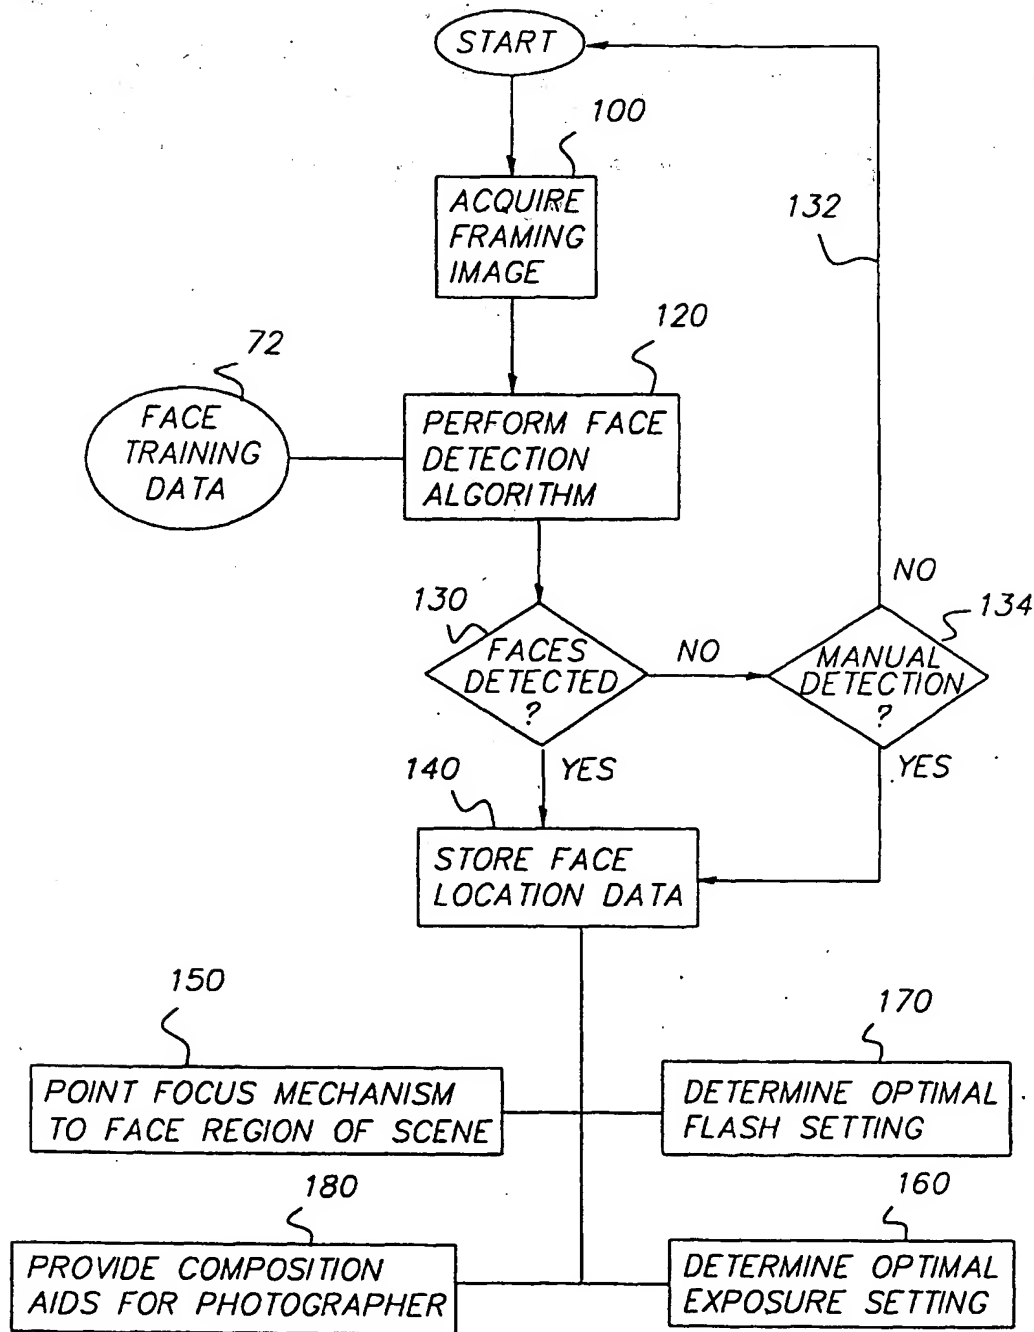 START
100
ACQUIRE
FRAMING
IMAGE
132
120
72
FACE
TRAINING
DATA
PERFORM FACE
DETECTION
ALGORITHM
NO
130
134
FACES
DETECTED
?
NO
MANUAL
DETECTION
?
140
YES
YES
STORE FACE
LOCATION DATA
150
170
POINT FOCUS MECHANISM
TO FACE REGION OF SCENE
DETERMINE OPTIMAL
FLASH SETTING
180
160
PROVIDE COMPOSITION
AIDS FOR PHOTOGRAPHER
DETERMINE OPTIMAL
EXPOSURE SETTING